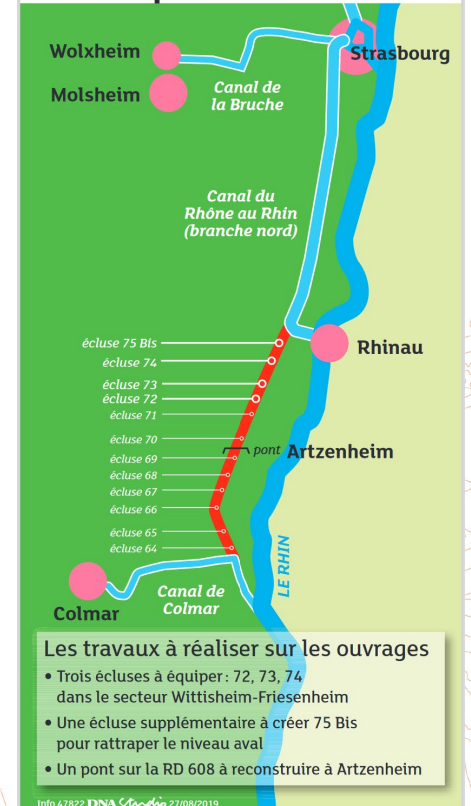 Wolxheim
Strasbourg
Molsheim
Canal de
la Bruche
Canal du
Rhône au Rhin
(branche nord)
écluse 75 Bis
Rhinau
écluse 74
écluse 73
écluse 72
écluse 71
écluse 70
pont Artzenheim
écluse 69
écluse 68
écluse 67
écluse 66
écluse 65
écluse 64
LE RHIN
Canal de
Colmar
Colmar
Les travaux à réaliser sur les ouvrages
• Trois écluses à équiper : 72, 73, 74
dans le secteur Wittisheim-Friesenheim
• Une écluse supplémentaire à créer 75 Bis
pour rattraper le niveau aval
• Un pont sur la RD 608 à reconstruire à Artzenheim
Info 47822 DNA Studio 27/08/2019